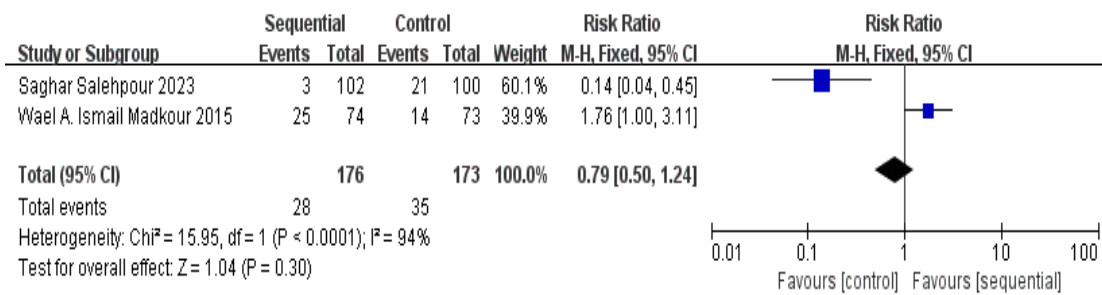 Sequential Control Risk Ratio Risk Ratio
Study or Subgroup Events Total Events Total Weight M-H, Fixed, 95% CI M-H, Fixed, 95% CI
Saghar Salehpour 2023 3 102 21 100 60.1% 0.14 [0.04, 0.45]
Wael A. Ismail Madkour 2015 25 74 14 73 39.9% 1.76 [1.00, 3.11]
Total (95% CI) 176 173 100.0% 0.79 [0.50, 1.24]
Total events 28 35
Heterogeneity: Chi² = 15.95, df = 1 (P < 0.0001); I² = 94%
Test for overall effect: Z = 1.04 (P = 0.30)
0.01 0.1 1 10 100
Favours [control] Favours [sequential]